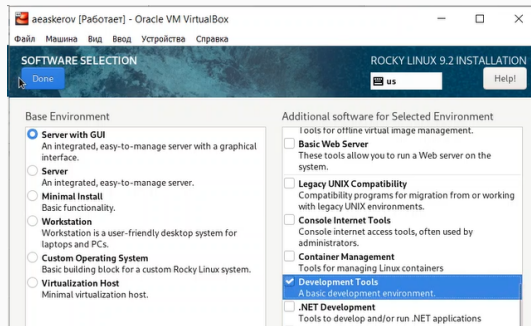 aeaskerov [Работает] - Oracle VM VirtualBox
Файл Машина Вид Ввод Устройства Справка
SOFTWARE SELECTION
ROCKY LINUX 9.2 INSTALLATION
Done
us
Help!
Base Environment
Server with GUI
An integrated, easy-to-manage server with a graphical
interface.
Server
An integrated, easy-to-manage server.
Minimal Install
Basic functionality.
Workstation
Workstation is a user-friendly desktop system for
laptops and PCs.
Custom Operating System
Basic building block for a custom Rocky Linux system.
Virtualization Host
Minimal virtualization host.
Additional software for Selected Environment
Tools for offline virtual image management.
Basic Web Server
These tools allow you to run a Web server on the
system.
Legacy UNIX Compatibility
Compatibility programs for migration from or working
with legacy UNIX environments.
Console Internet Tools
Console internet access tools, often used by
administrators.
Container Management
Tools for managing Linux containers
Development Tools
A basic development environment.
.NET Development
Tools to develop and/or run .NET applications